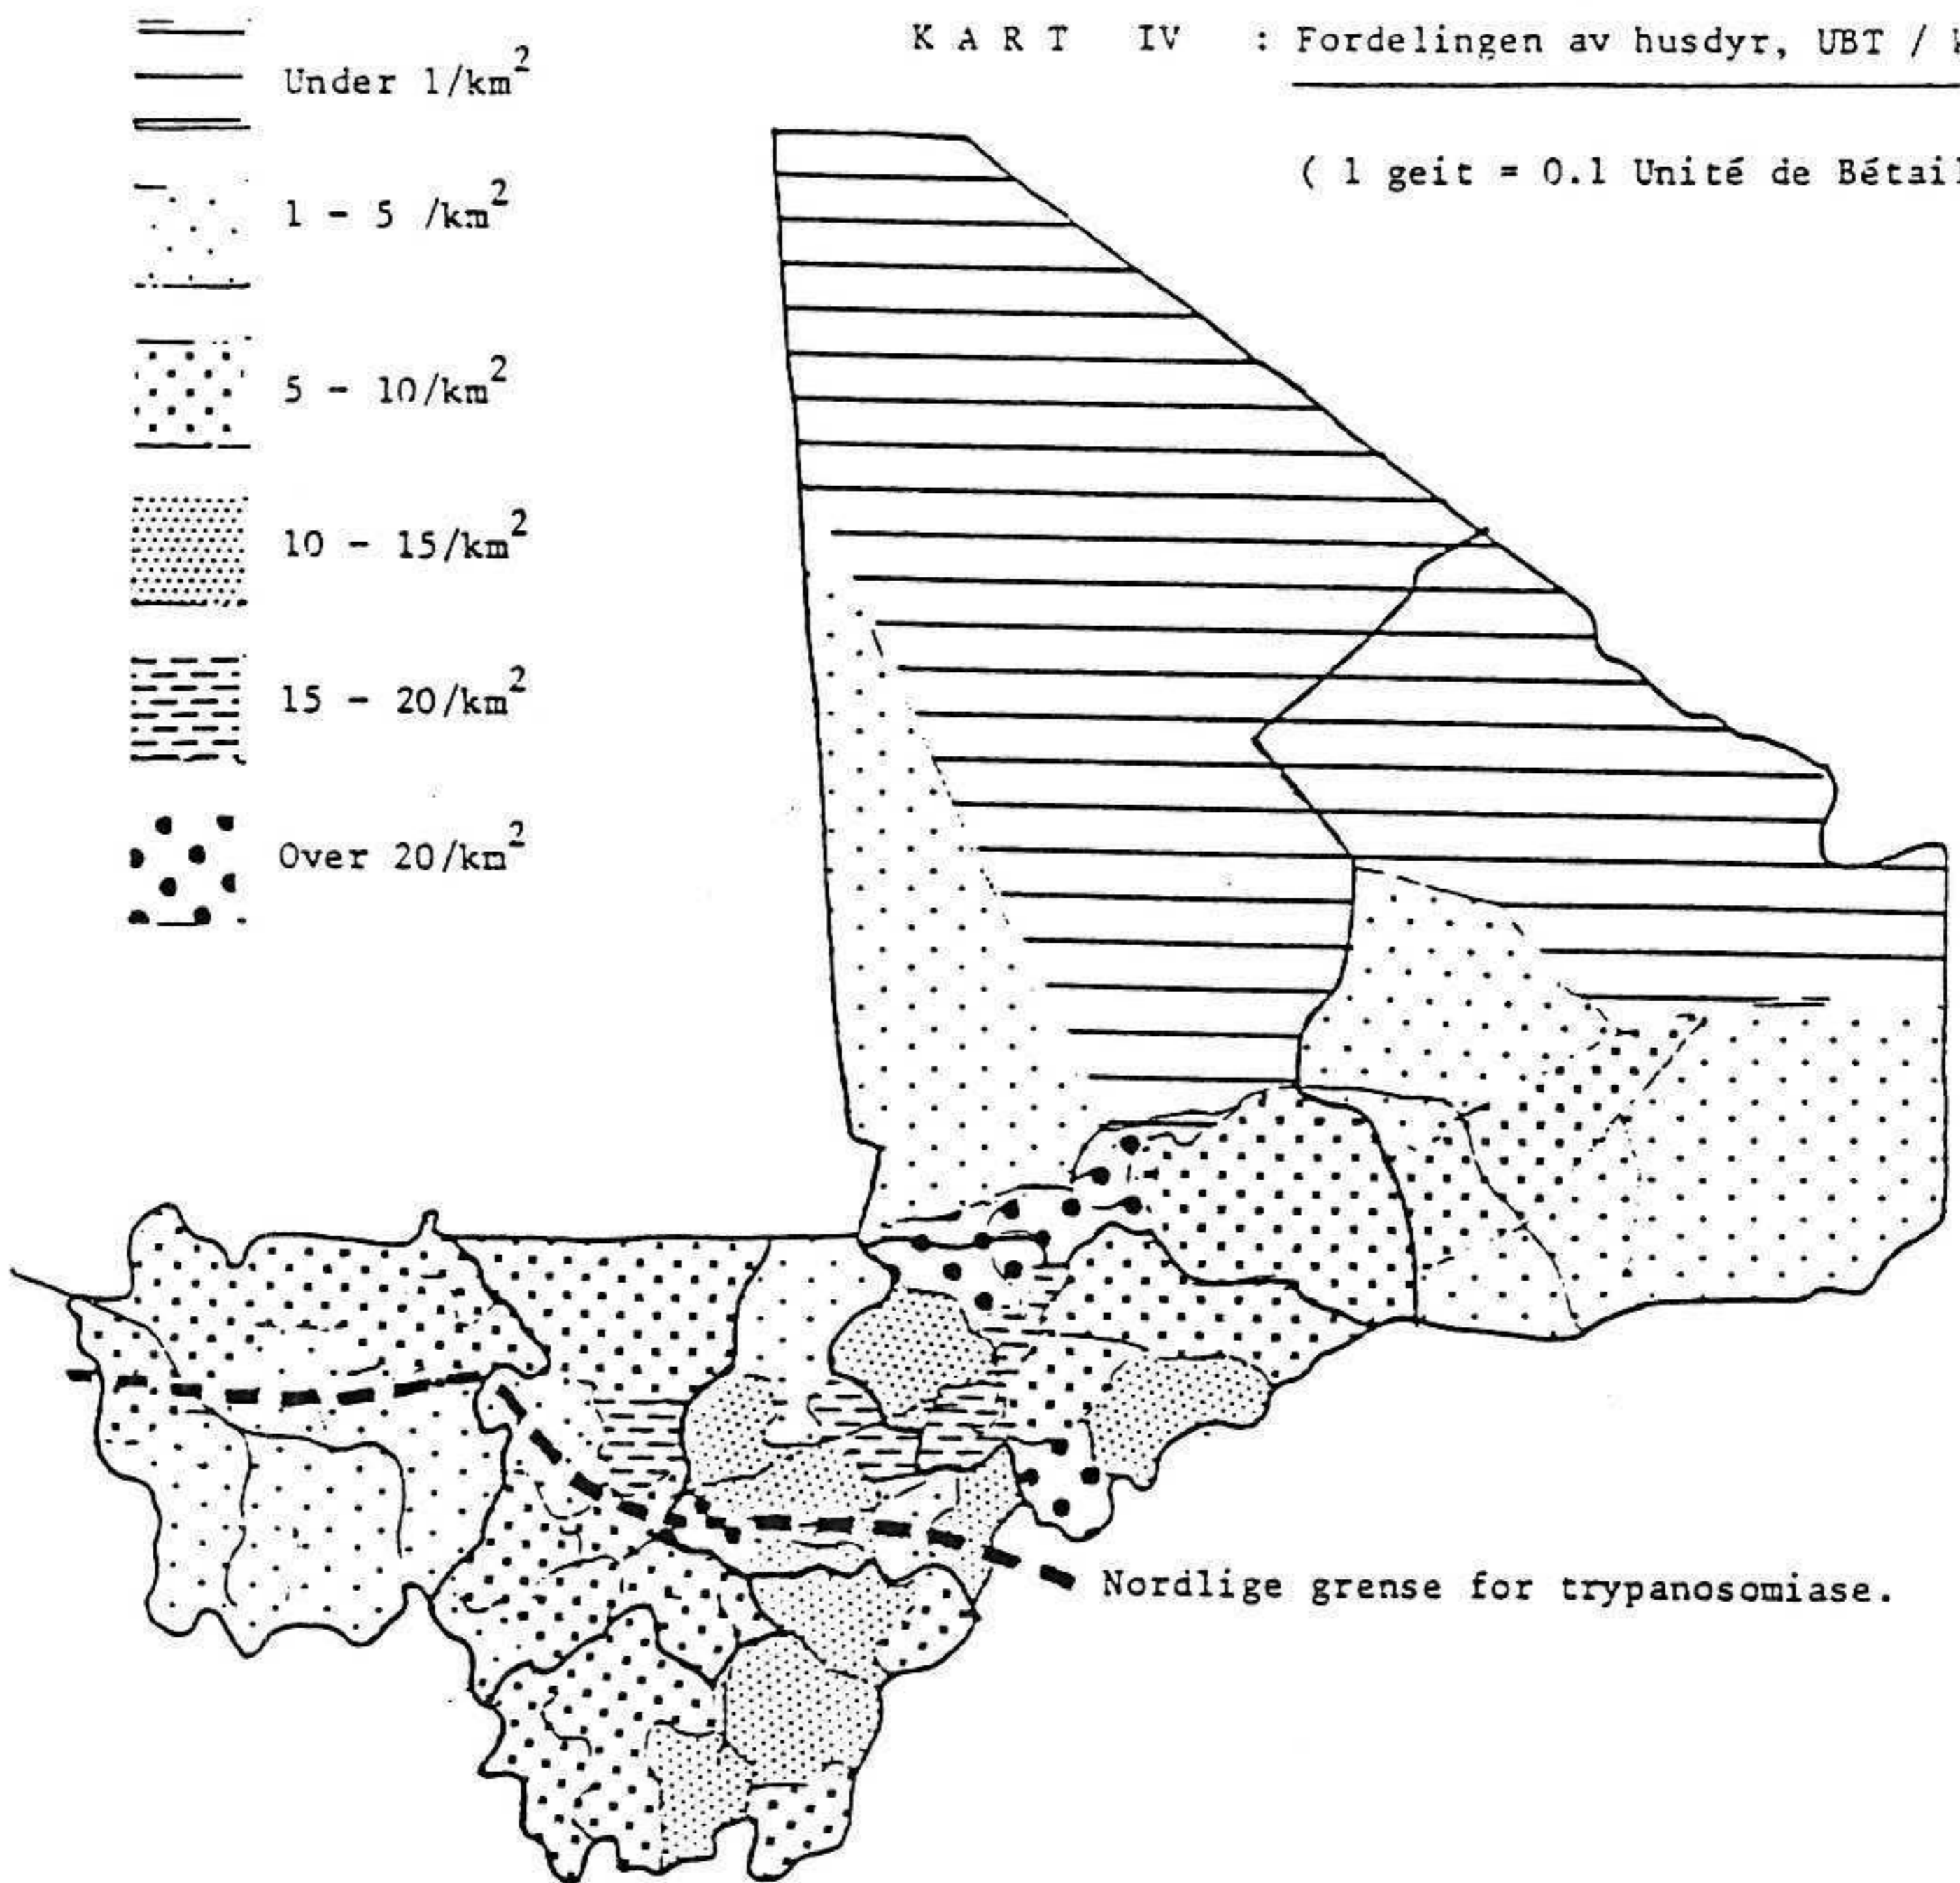 KART IV : Fordelingen av husdyr, UBT /
( 1 geit = 0.1 Unité de Bétail
Under 1/km²
1 - 5 /km²
5 - 10/km²
10 - 15/km²
15 - 20/km²
Over 20/km²
Nordlige grense for trypanosomiase.